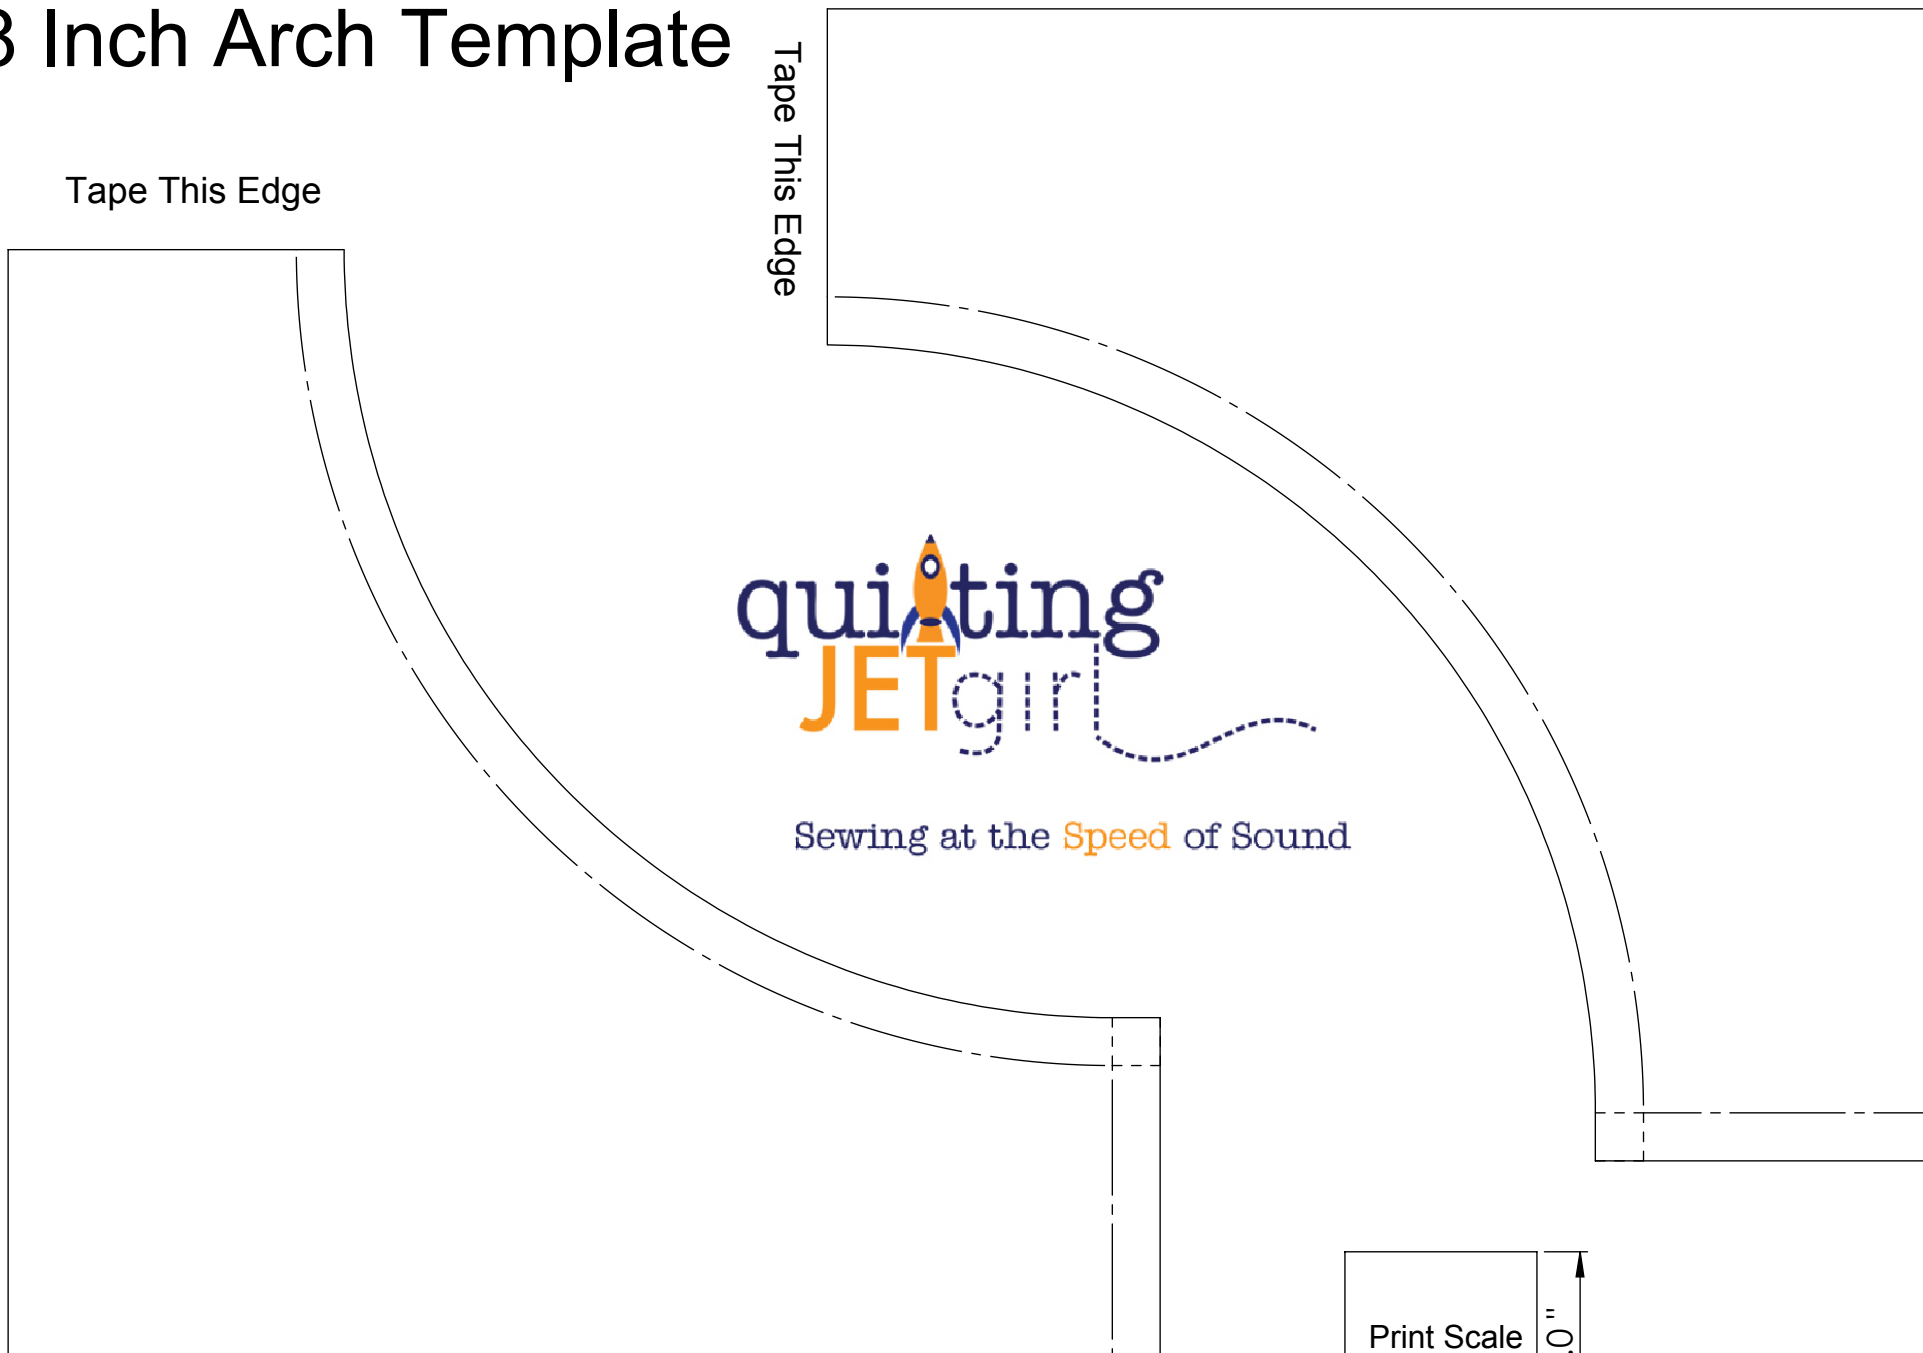 Inch Arch Template
Tape This Edge
Tape This Edge
quilting
JETgirl
Sewing at the Speed of Sound
Print Scale
.0"